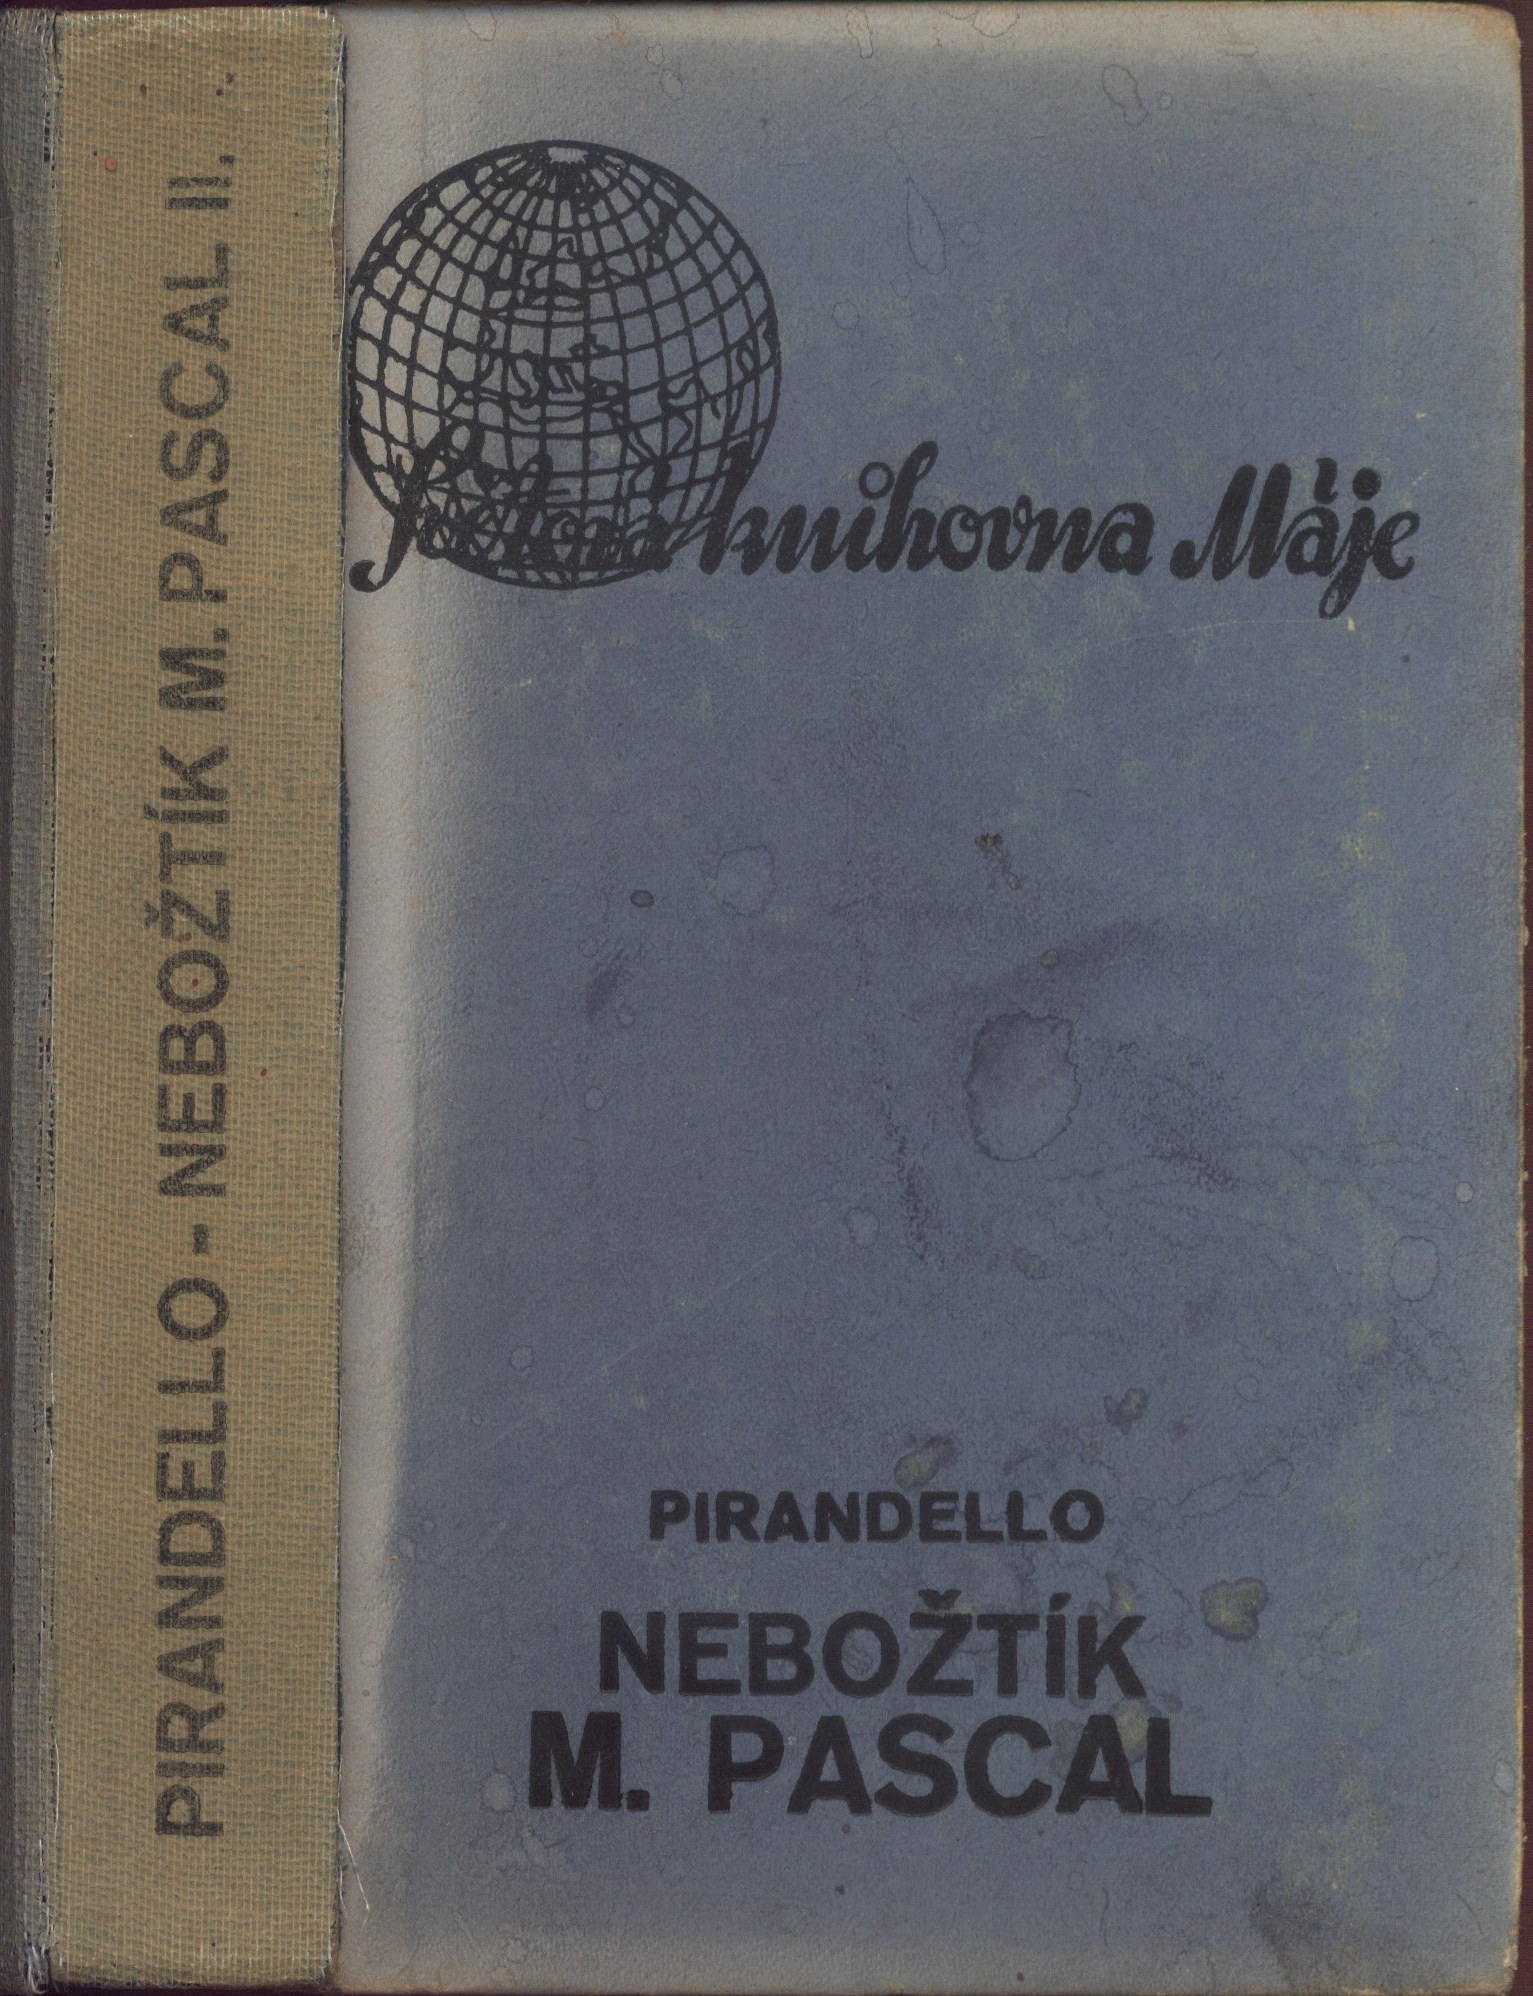 PIRANDELLO - NEBOŽTÍK M. PASCAL II.
Světová knihovna Máje
PIRANDELLO
NEBOŽTÍK
M. PASCAL